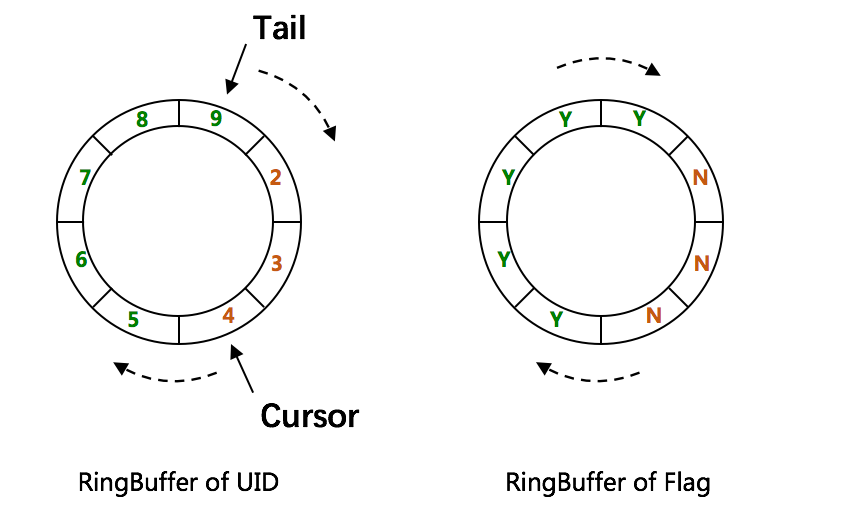 Tail
8 9
7 2
6 3
5 4
Cursor
RingBuffer of UID
Y Y
Y N
Y N
Y N
RingBuffer of Flag